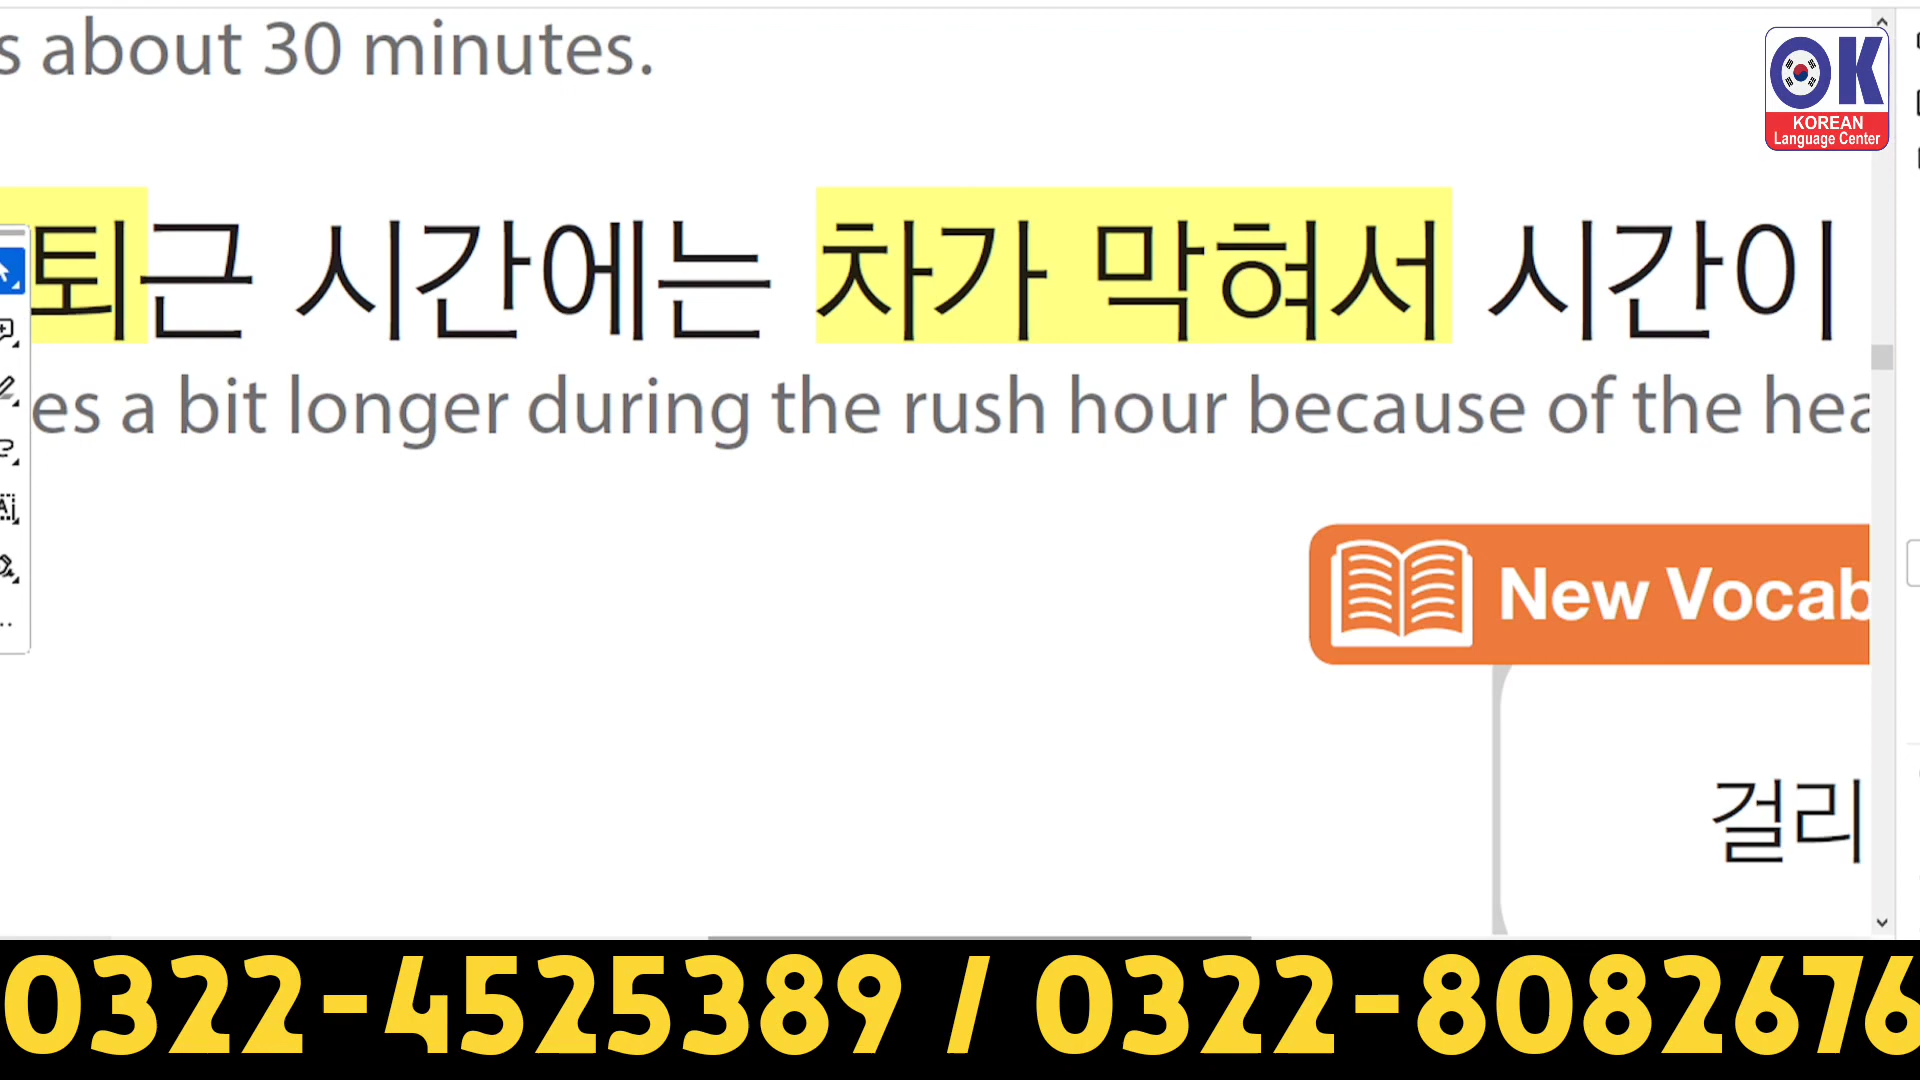 s about 30 minutes.
OK
KOREAN
Language Center
퇴근 시간에는 차가 막혀서 시간이
es a bit longer during the rush hour because of the hea
New Vocab
걸리
0322-4525389 / 0322-8082676